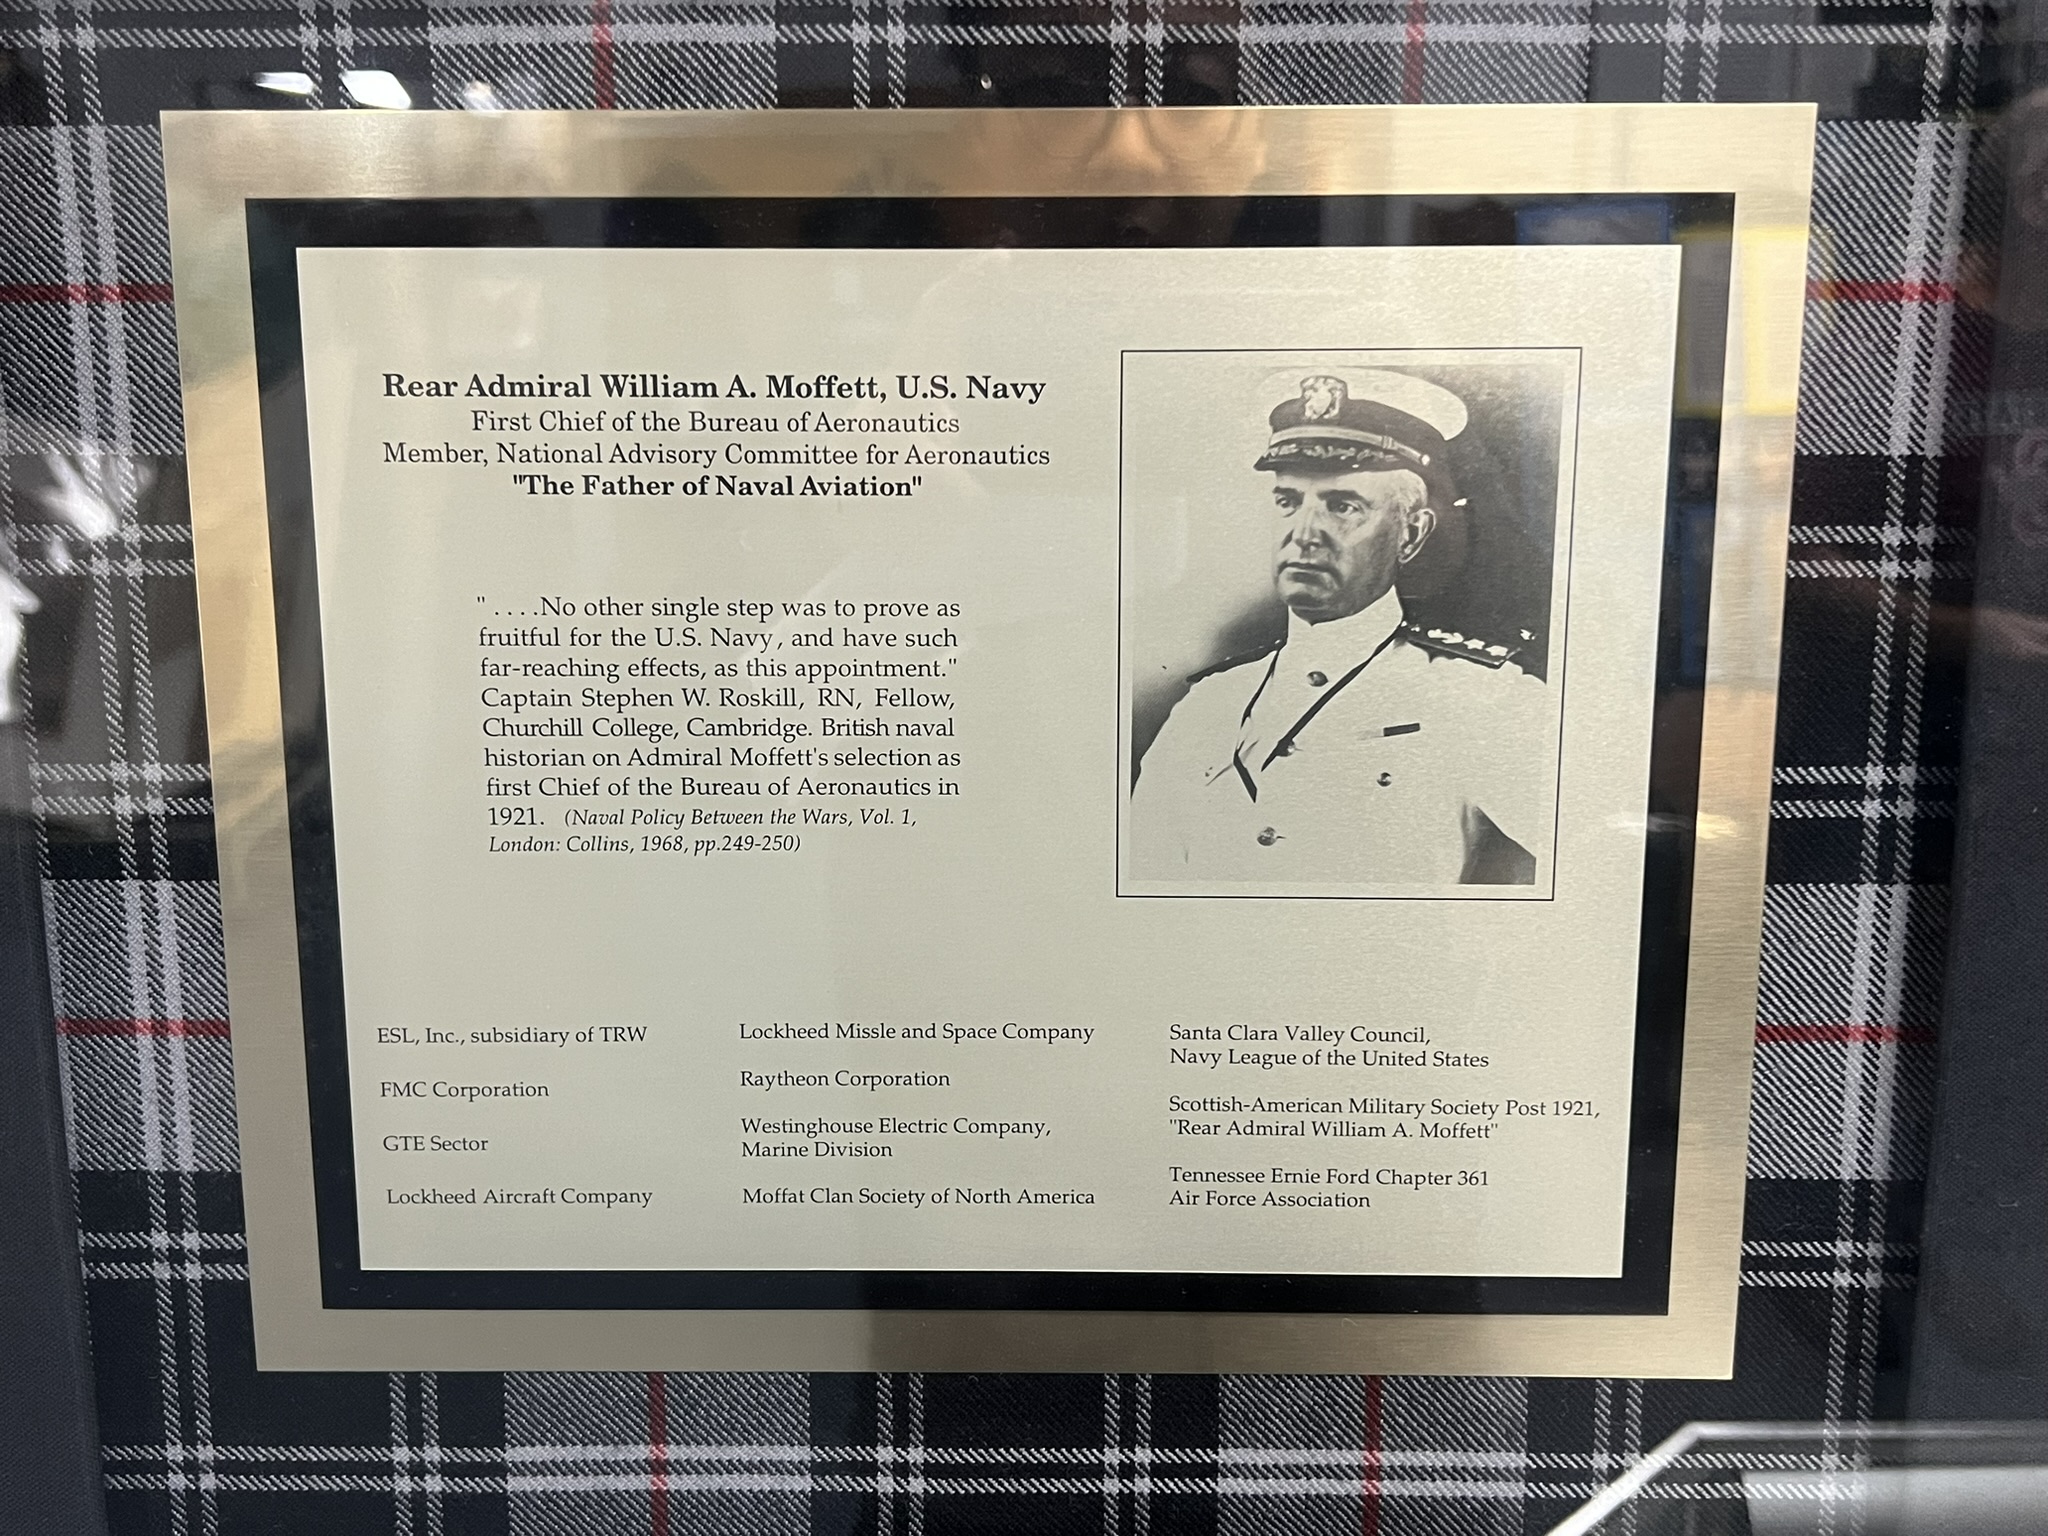 Rear Admiral William A. Moffett, U.S. Navy
First Chief of the Bureau of Aeronautics
Member, National Advisory Committee for Aeronautics
"The Father of Naval Aviation"
" . . . .No other single step was to prove as
fruitful for the U.S. Navy, and have such
far-reaching effects, as this appointment."
Captain Stephen W. Roskill, RN, Fellow,
Churchill College, Cambridge. British naval
historian on Admiral Moffett's selection as
first Chief of the Bureau of Aeronautics in
1921. (Naval Policy Between the Wars, Vol. 1,
London: Collins, 1968, pp.249-250)
ESL, Inc., subsidiary of TRW
FMC Corporation
GTE Sector
Lockheed Aircraft Company
Lockheed Missle and Space Company
Raytheon Corporation
Westinghouse Electric Company,
Marine Division
Moffat Clan Society of North America
Santa Clara Valley Council,
Navy League of the United States
Scottish-American Military Society Post 1921,
"Rear Admiral William A. Moffett"
Tennessee Ernie Ford Chapter 361
Air Force Association